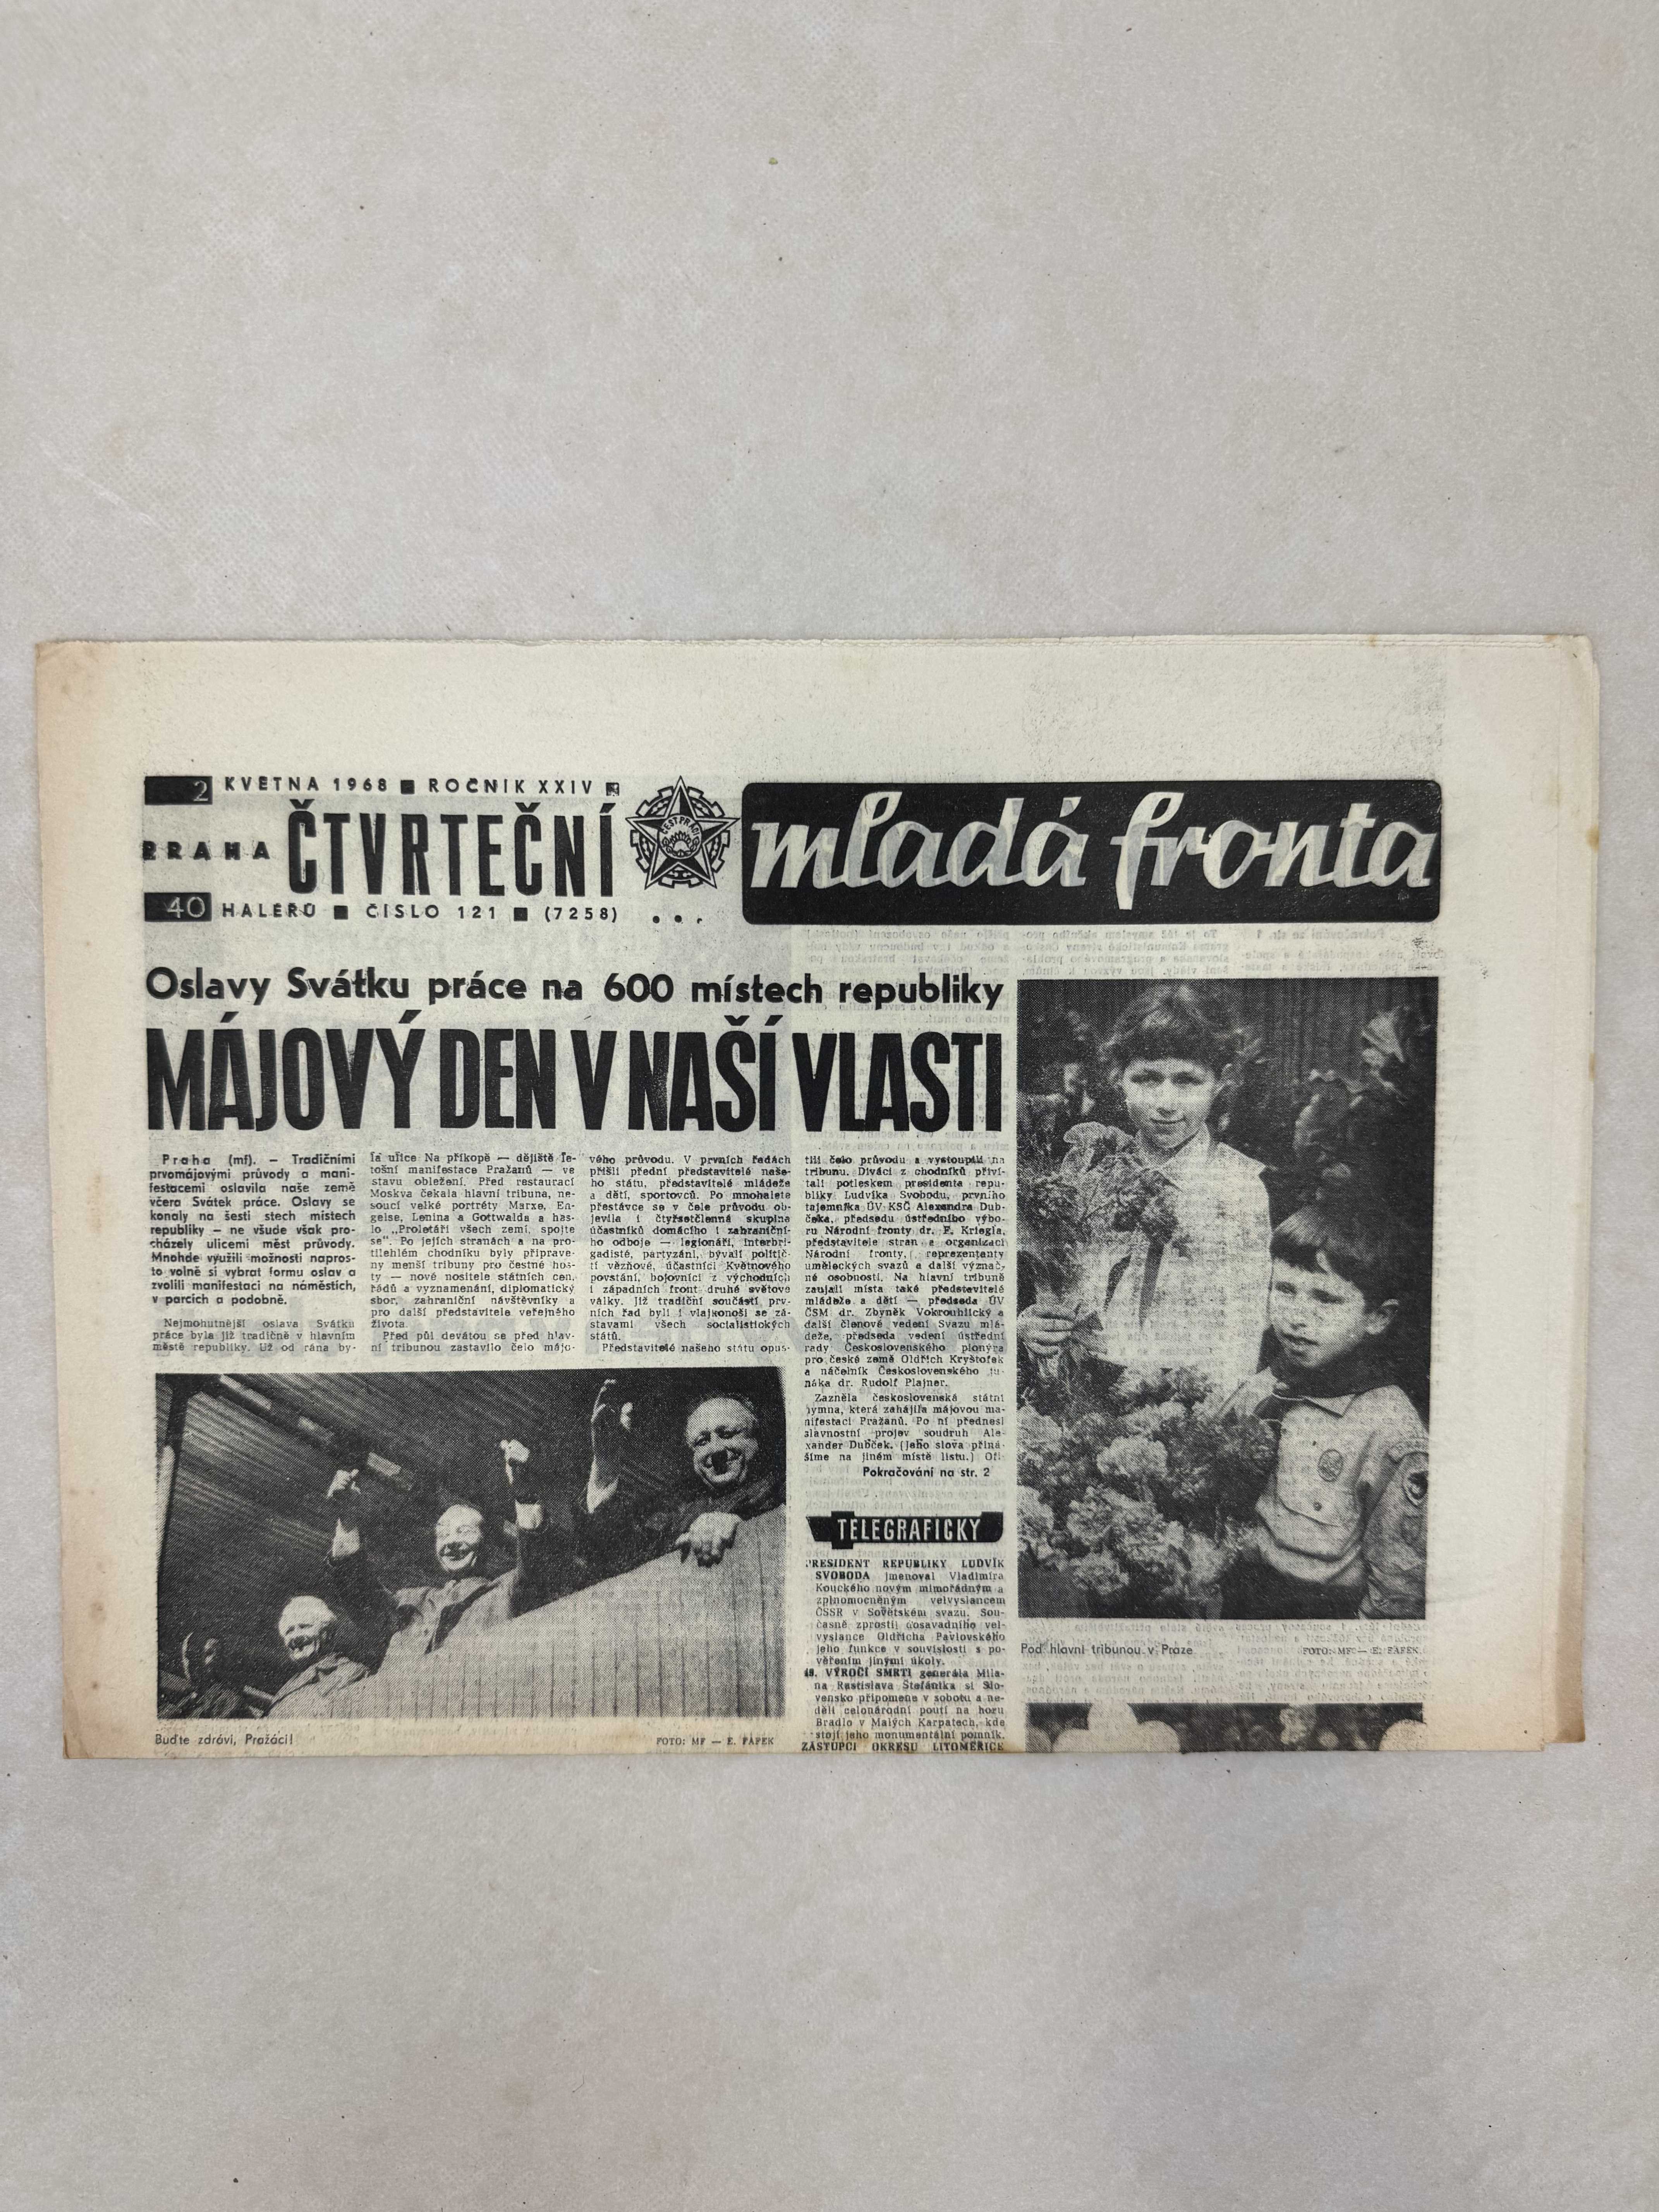 2 KVĚTNA 1968 ■ ROČNÍK XXIV ■
PRAHA ČTVRTEČNÍ
ŠEST PRADIC
mladá fronta
40 HALÉŘŮ ■ ČÍSLO 121 ■ (7258)
Oslavy Svátku práce na 600 místech republiky
MÁJOVÝ DEN V NAŠÍ VLASTI
Praha (mf). – Tradičními
prvomájovými průvody a mani-
festacemi oslavila naše země
včera Svátek práce. Oslavy se
konaly na šesti stech místech
republiky – ne všude však pro-
cházely ulicemi měst průvody.
Mnohde využili možnosti napros-
to volně si vybrat formu oslav a
zvolili manifestaci na náměstích,
v parcích a podobně.
Nejmohutnější oslava Svátku
práce byla již tradičně v hlavním
městě republiky. Už od rána by-
la ulice Na příkopě — dějiště le-
tošní manifestace Pražanů — ve
stavu obležení. Před restaurací
Moskva čekala hlavní tribuna, ne-
soucí velké portréty Marxe, En-
gelse, Lenina a Gottwalda a hes-
lo „Proletáři všech zemí, spojte
se". Po jejích stranách a na pro-
tilehlém chodníku byly připrave-
ny menší tribuny pro čestné hos-
ty — nové nositele státních cen,
řádů a vyznamenání, diplomatický
sbor, zahraniční návštěvníky a
pro další představitele veřejného
života.
Před půl devátou se před hlav-
ní tribunou zastavilo čelo májo-
vého průvodu. V prvních řadách
přišli přední představitelé naše-
ho státu, představitelé mládeže
a dětí, sportovců. Po mnohaleté
přestávce se v čele průvodu ob-
jevila i čtyřsetčlenná skupina
účastníků domácího i zahraniční-
ho odboje — legionáři, interbri-
gadisté, partyzáni, bývalí politič-
tí vězňové, účastníci Květnového
povstání, bojovníci z východních
i západních front druhé světové
války. Již tradiční součástí prv-
ních řad byli i vlajkonoši se zá-
stavami všech socialistických
států.
Představitelé našeho státu opus-
tili čelo průvodu a vystoupili na
tribunu. Diváci z chodníků přiví-
tali potleskem presidenta repu-
bliky Ludvíka Svobodu, prvního
tajemníka ÚV KSČ Alexandra Dub-
čeka, předsedu ústředního výbo-
ru Národní fronty dr. F. Kriegla,
představitele stran a organizací
Národní fronty, reprezentanty
uměleckých svazů a další význač-
né osobnosti. Na hlavní tribuně
zaujali místa také představitelé
mládeže a dětí — předseda ÚV
ČSM dr. Zbyněk Vokrouhlický a
další členové vedení Svazu mlá-
deže, předseda vedení ústřední
rady Československého pionýra
pro české země Oldřich Kryštofek
a náčelník Československého ju-
náka dr. Rudolf Plajner.
Zazněla československá státní
hymna, která zahájila májovou ma-
nifestaci Pražanů. Po ní přednesl
slavnostní projev soudruh Ale-
xander Dubček. (Jeho slova přiná-
šíme na jiném místě listu.) Ofi-
Pokračování na str. 2
Buďte zdrávi, Pražáci!
FOTO: MF — E. FAFEK
TELEGRAFICKY
PRESIDENT REPUBLIKY LUDVÍK
SVOBODA jmenoval Vladimíra
Kouckého novým mimořádným a
zplnomocněným velvyslancem
ČSSR v Sovětském svazu. Sou-
časně zprostil dosavadního vel-
vyslance Oldřicha Pavlovského
jeho funkce v souvislosti s po-
věřením jinými úkoly.
49. VÝROČÍ SMRTI generála Mila-
na Rastislava Štefánika si Slo-
vensko připomene v sobotu a ne-
děli celonárodní poutí na horu
Bradlo v Malých Karpatech, kde
stojí jeho monumentální pomník.
ZÁSTUPCI OKRESU LITOMĚŘICE
Pod hlavní tribunou v Praze
FOTO: MF — E. FAFEK